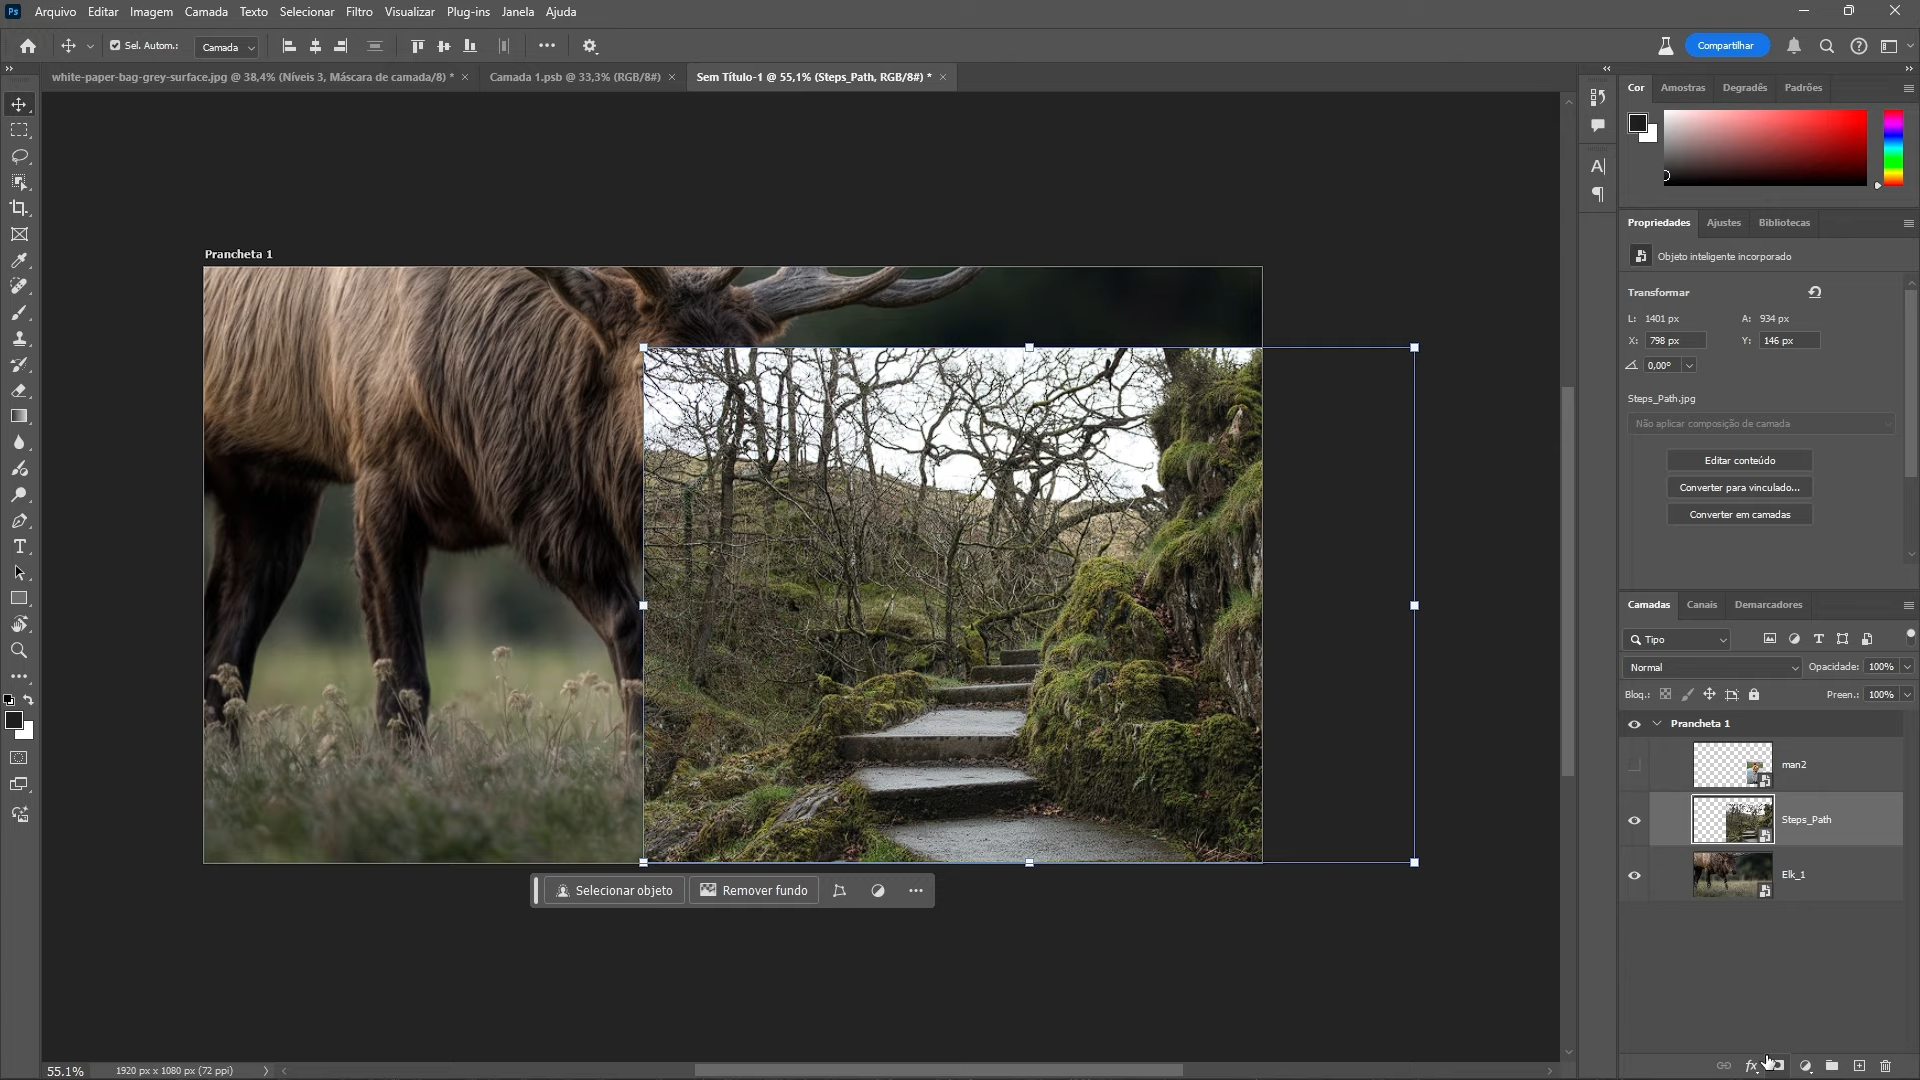 Ps Arquivo Editar Imagem Camada Texto Selecionar Filtro Visualizar Plug-ins Janela Ajuda
Sel. Autom.: Camada Compartilhar
white-paper-bag-grey-surface.jpg @ 38,4% (Níveis 3, Máscara de camada/8) * Camada 1.psb @ 33,3% (RGB/8#) Sem Título-1 @ 55,1% (Steps_Path, RGB/8#) *
Cor Amostras Degradês Padrões
Propriedades Ajustes Bibliotecas
Objeto inteligente incorporado
Transformar
L: 1401 px A: 934 px
X: 798 px Y: 146 px
0,00°
Steps_Path.jpg
Não aplicar composição de camada
Editar conteúdo
Converter para vinculado...
Converter em camadas
Prancheta 1
Camadas Canais Demarcadores
Tipo
Normal Opacidade: 100%
Bloq.: Preen.: 100%
Prancheta 1
man2
Steps_Path
Elk_1
fx
Selecionar objeto Remover fundo
55.1% 1920 px x 1080 px (72 ppi)